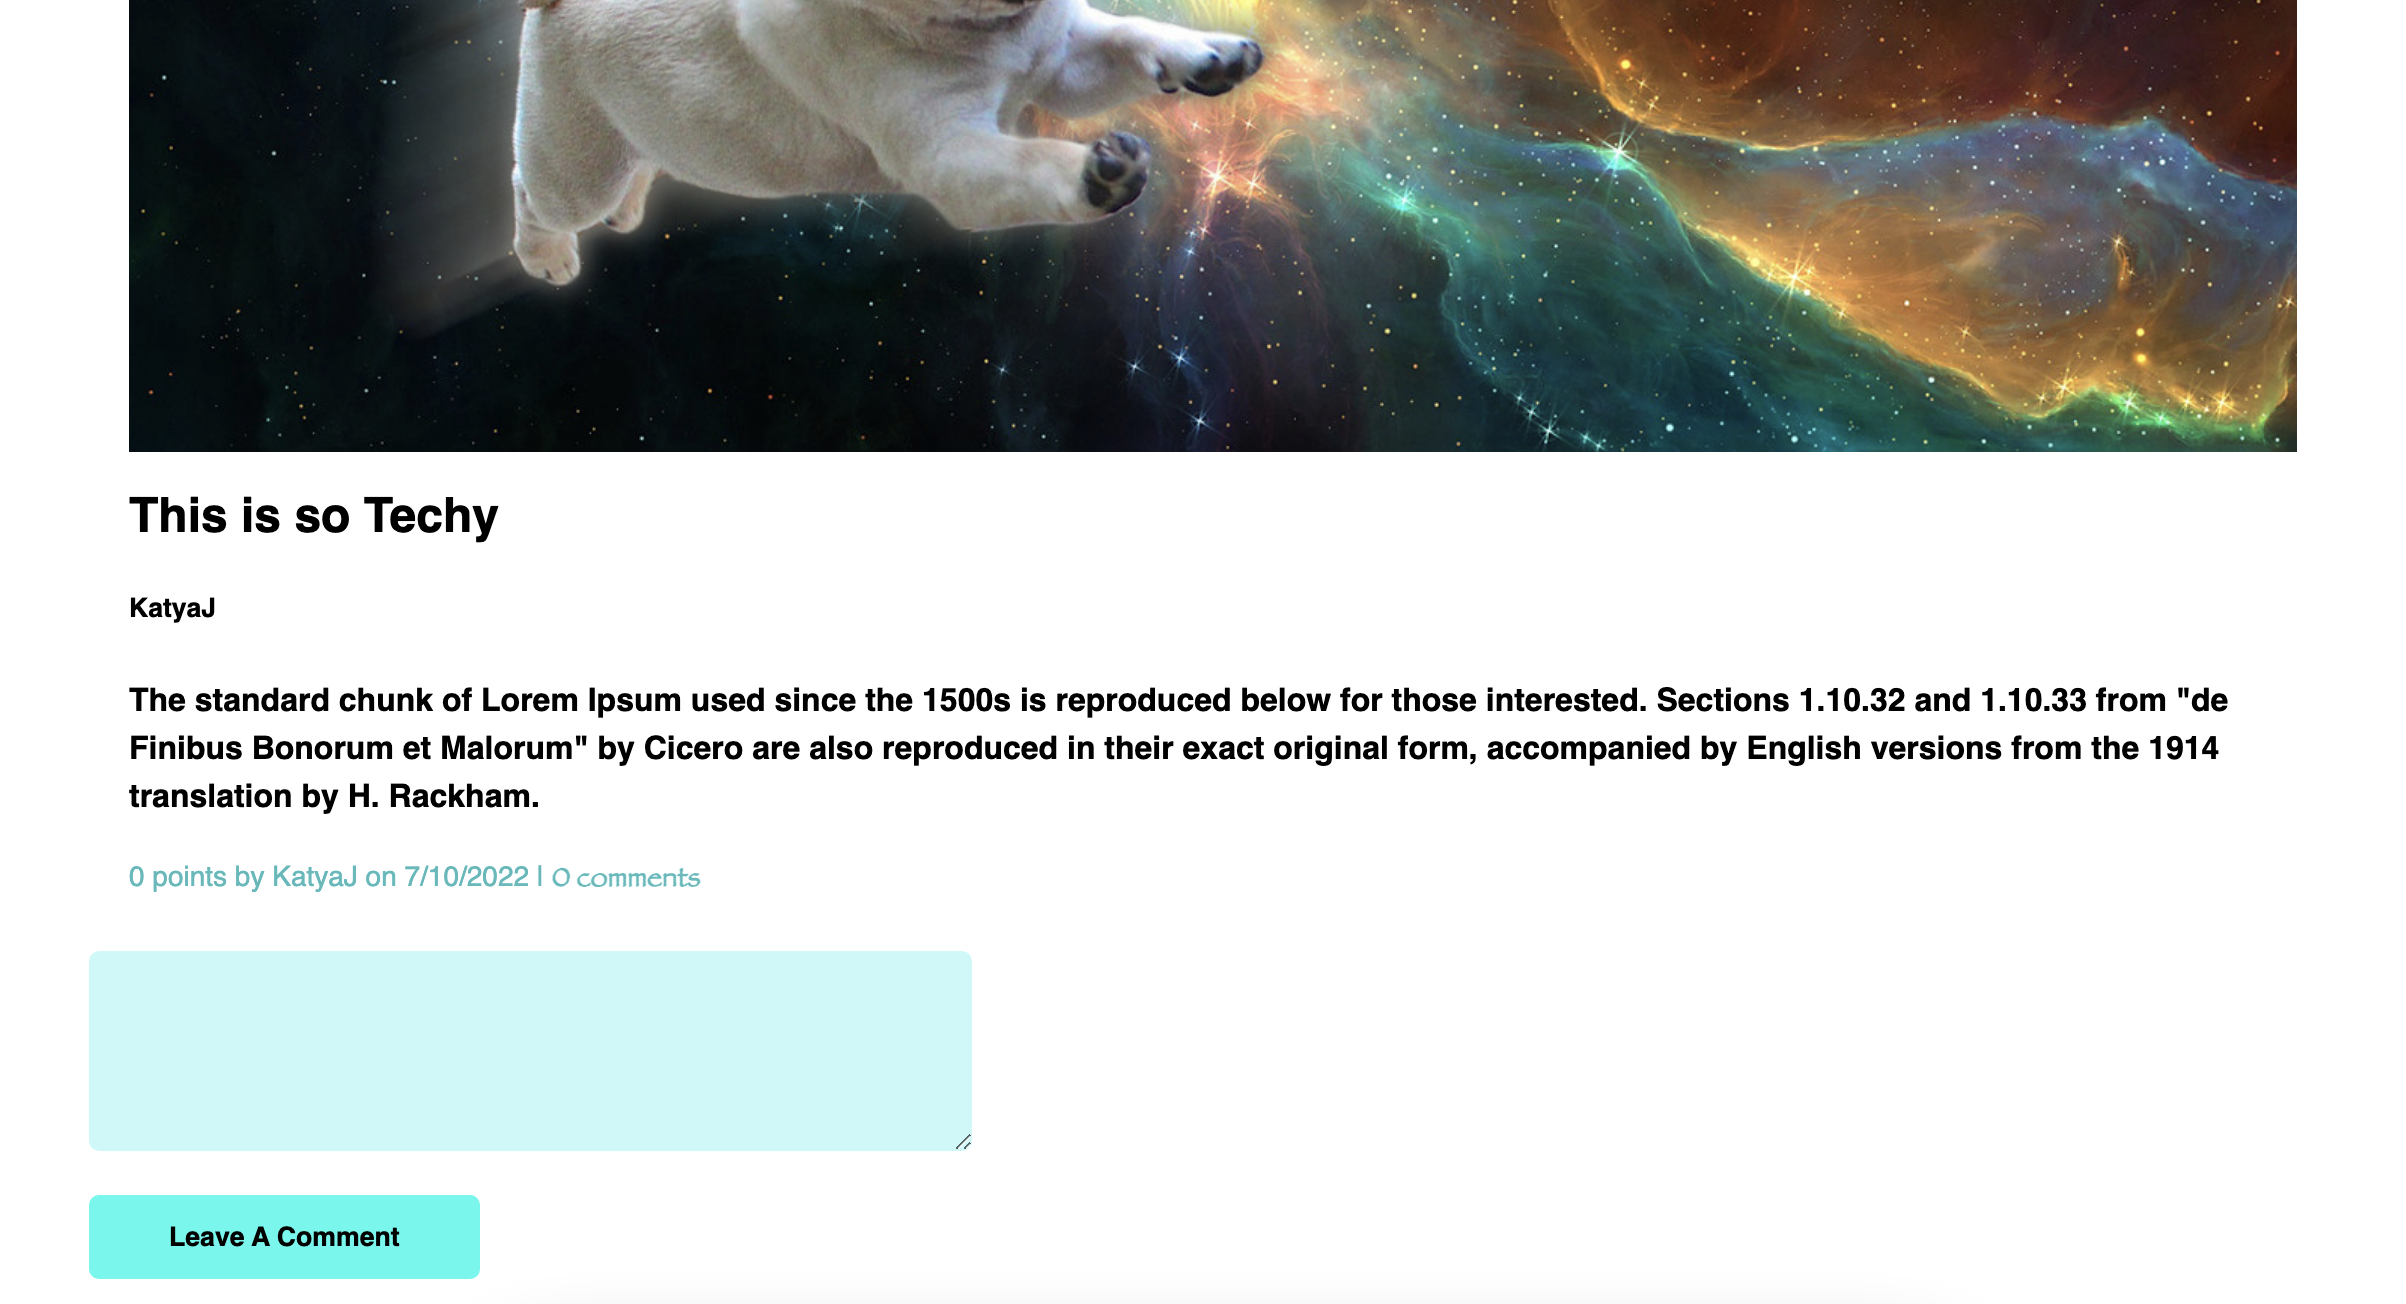 This is so Techy
KatyaJ
The standard chunk of Lorem Ipsum used since the 1500s is reproduced below for those interested. Sections 1.10.32 and 1.10.33 from "de
Finibus Bonorum et Malorum" by Cicero are also reproduced in their exact original form, accompanied by English versions from the 1914
translation by H. Rackham.
0 points by KatyaJ on 7/10/2022 | 0 comments
Leave A Comment